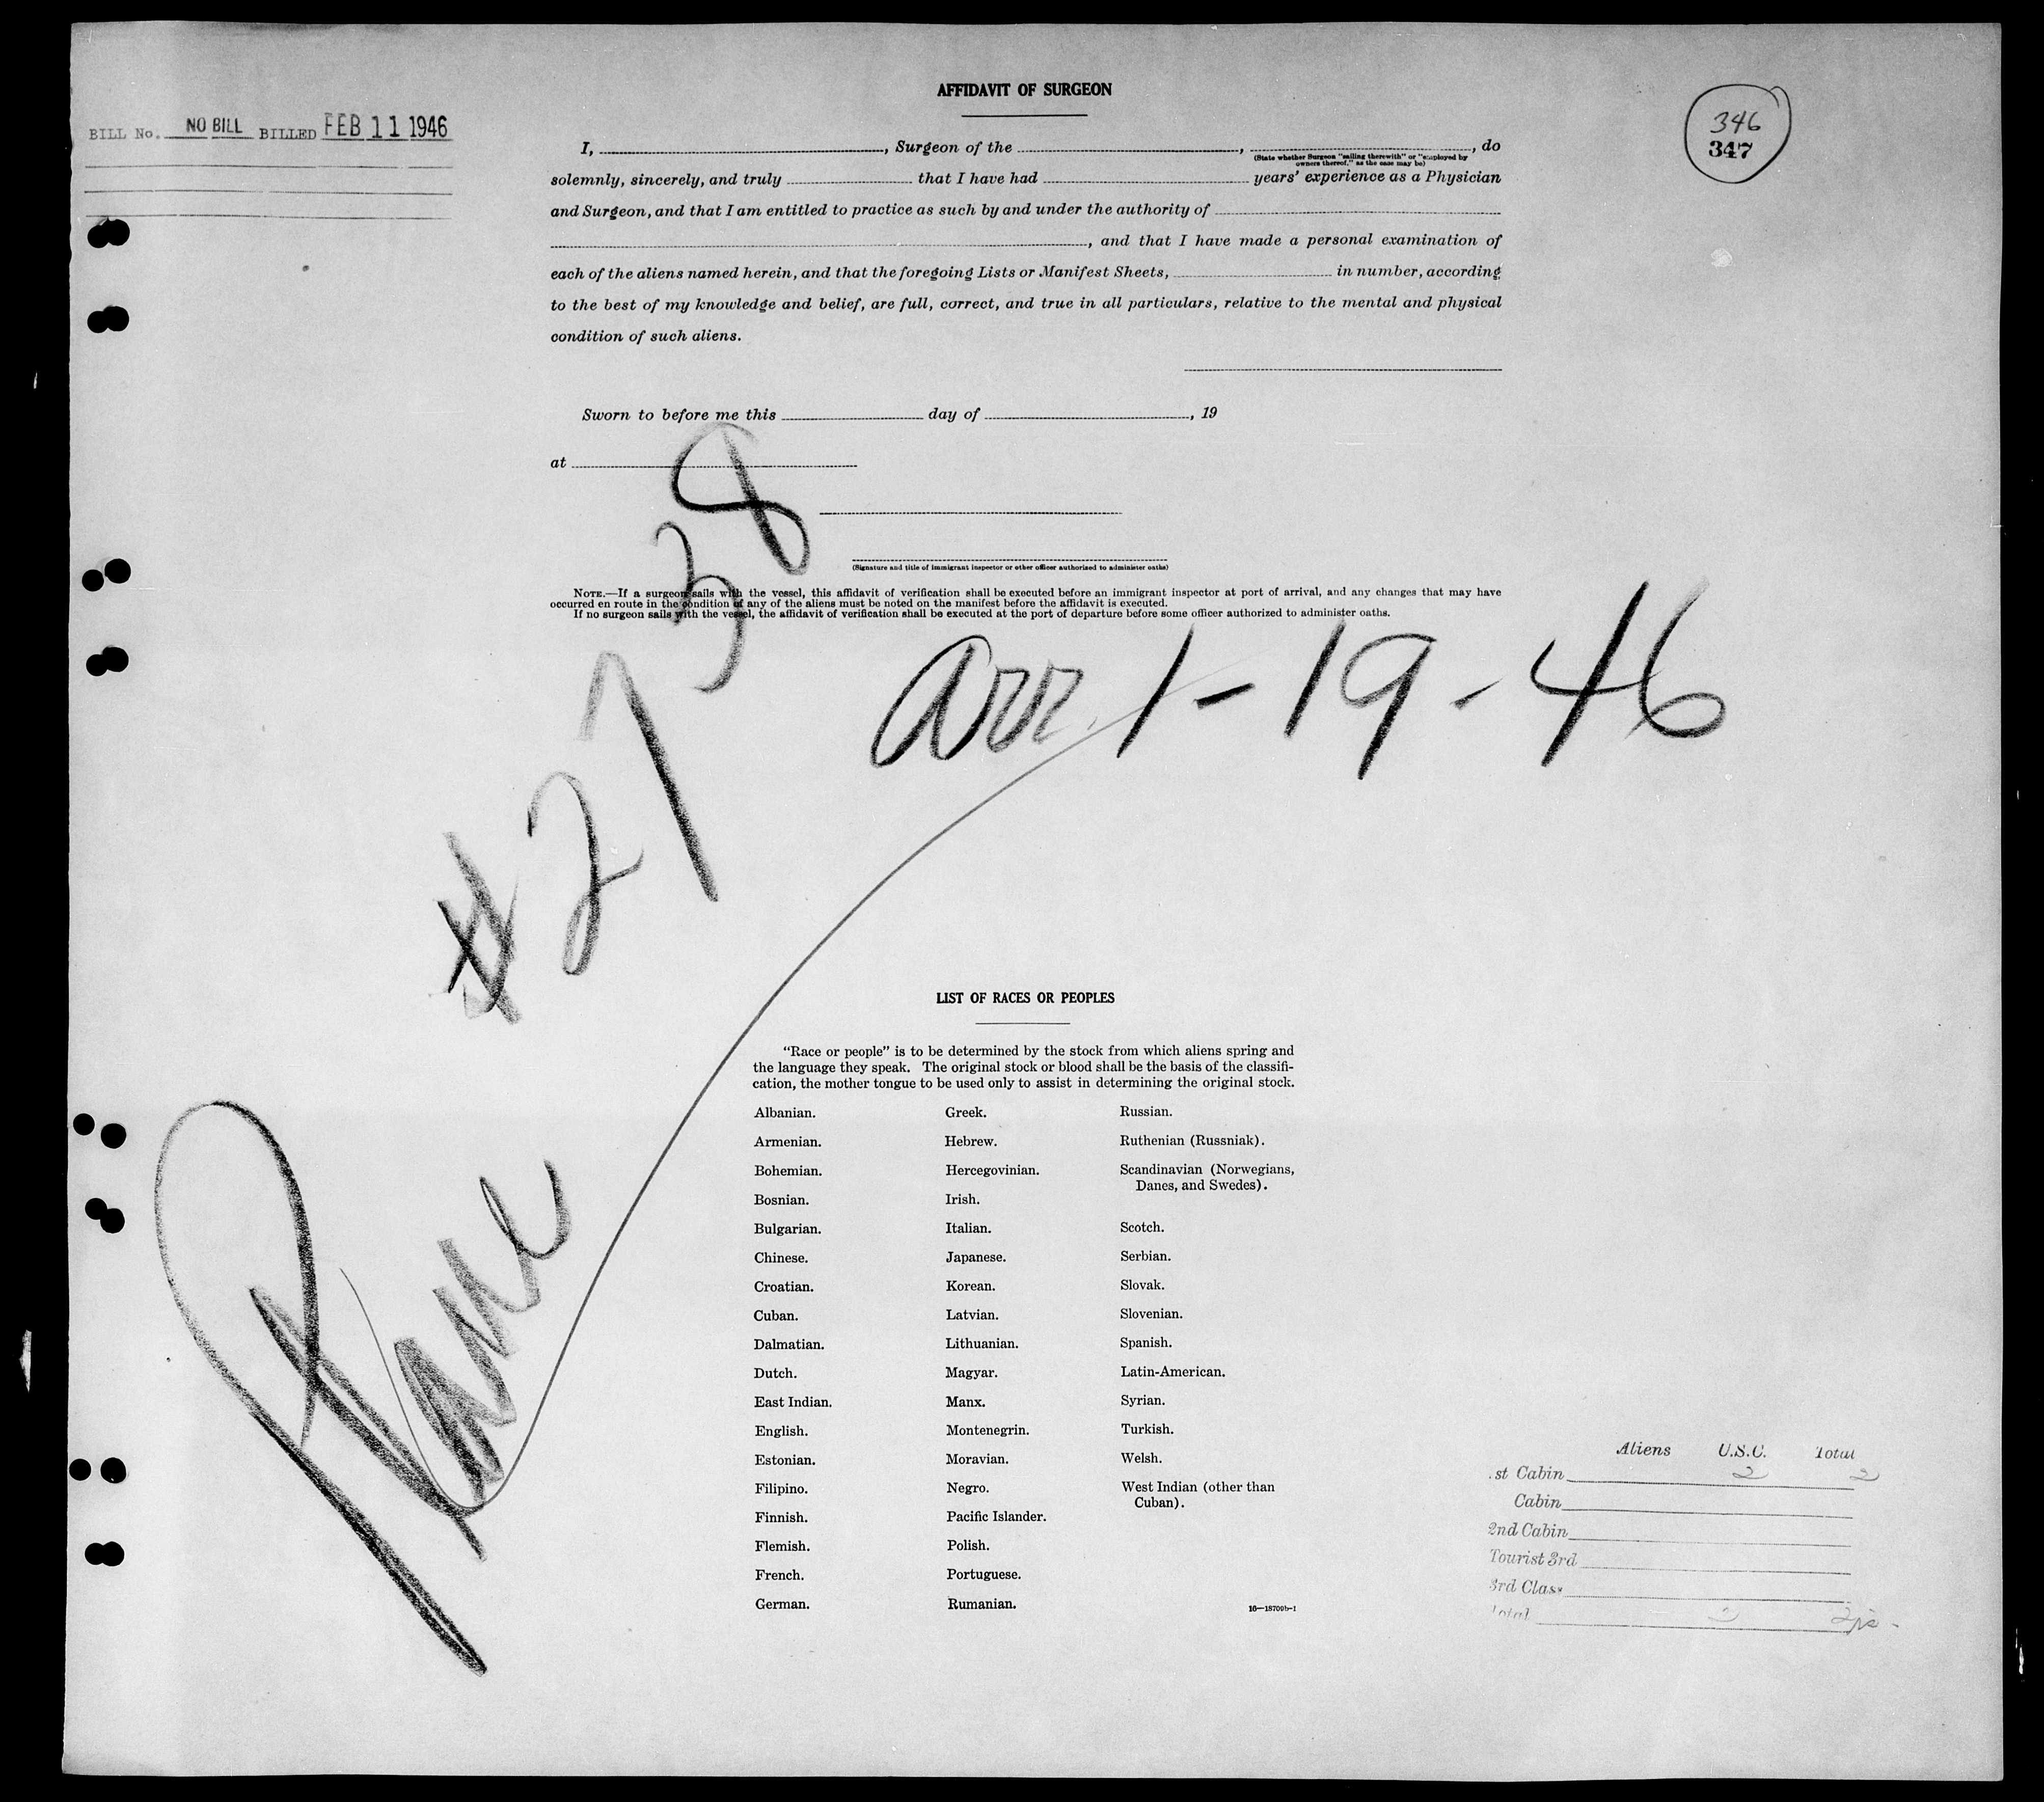 BILL No. NO BILL BILLED FEB 11 1946
346
347
AFFIDAVIT OF SURGEON
I, , Surgeon of the , , do
(State whether Surgeon "sailing therewith" or "employed by
owners thereof," as the case may be)
solemnly, sincerely, and truly that I have had years' experience as a Physician
and Surgeon, and that I am entitled to practice as such by and under the authority of
, and that I have made a personal examination of
each of the aliens named herein, and that the foregoing Lists or Manifest Sheets, in number, according
to the best of my knowledge and belief, are full, correct, and true in all particulars, relative to the mental and physical
condition of such aliens.
Sworn to before me this day of , 19
at
(Signature and title of immigrant inspector or other officer authorized to administer oaths)
NOTE.—If a surgeon sails with the vessel, this affidavit of verification shall be executed before an immigrant inspector at port of arrival, and any changes that may have
occurred en route in the condition of any of the aliens must be noted on the manifest before the affidavit is executed.
If no surgeon sails with the vessel, the affidavit of verification shall be executed at the port of departure before some officer authorized to administer oaths.
arr. 1-19-46
#2738
Plane
LIST OF RACES OR PEOPLES
"Race or people" is to be determined by the stock from which aliens spring and
the language they speak. The original stock or blood shall be the basis of the classifi-
cation, the mother tongue to be used only to assist in determining the original stock.
Albanian.
Armenian.
Bohemian.
Bosnian.
Bulgarian.
Chinese.
Croatian.
Cuban.
Dalmatian.
Dutch.
East Indian.
English.
Estonian.
Filipino.
Finnish.
Flemish.
French.
German.
Greek.
Hebrew.
Hercegovinian.
Irish.
Italian.
Japanese.
Korean.
Latvian.
Lithuanian.
Magyar.
Manx.
Montenegrin.
Moravian.
Negro.
Pacific Islander.
Polish.
Portuguese.
Rumanian.
Russian.
Ruthenian (Russniak).
Scandinavian (Norwegians,
Danes, and Swedes).
Scotch.
Serbian.
Slovak.
Slovenian.
Spanish.
Latin-American.
Syrian.
Turkish.
Welsh.
West Indian (other than
Cuban).
16—18709b-1
Aliens U.S.C. Total
st Cabin 2 2
Cabin
2nd Cabin
Tourist 3rd
3rd Class
Total 2